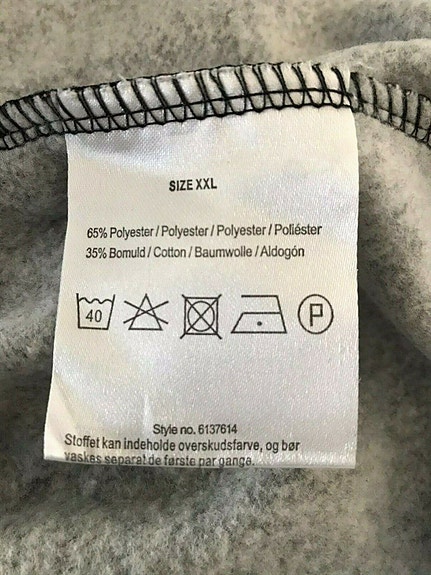 SIZE XXL
65% Polyester / Polyester / Polyester / Poliéster
35% Bomuld / Cotton / Baumwolle / Aldogón
40 P
Style no. 6137614
Stoffet kan indeholde overskudsfarve, og bør
vaskes separat de første par gange.